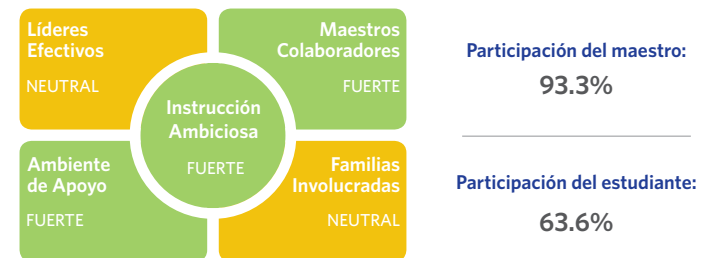 Líderes
Efectivos
NEUTRAL
Maestros
Colaboradores
FUERTE
Instrucción
Ambiciosa
FUERTE
Ambiente
de Apoyo
FUERTE
Familias
Involucradas
NEUTRAL
Participación del maestro:
93.3%
Participación del estudiante:
63.6%